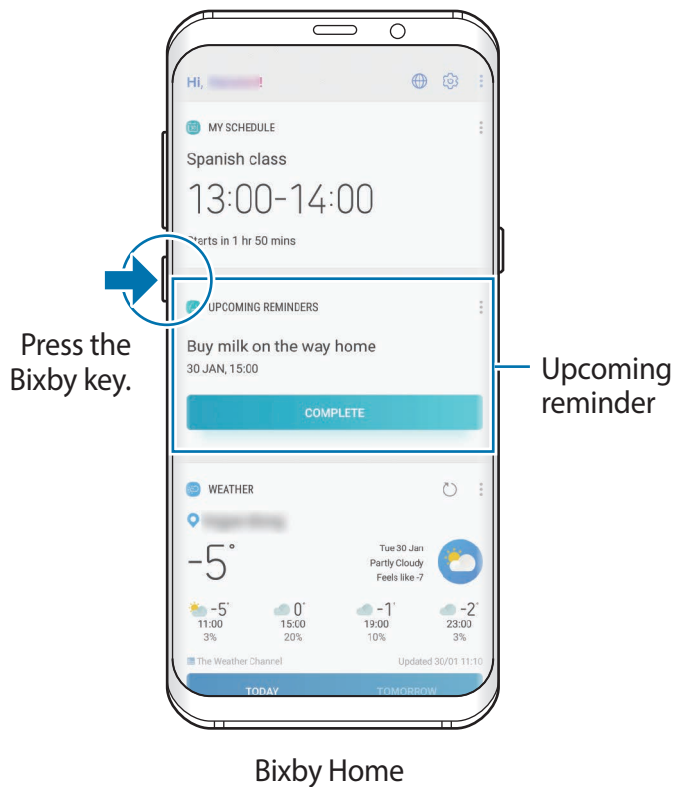 Hi, !
MY SCHEDULE
Spanish class
13:00-14:00
Starts in 1 hr 50 mins
Press the
Bixby key.
UPCOMING REMINDERS
Buy milk on the way home
30 JAN, 15:00
COMPLETE
Upcoming
reminder
WEATHER
-5°
Tue 30 Jan
Partly Cloudy
Feels like -7
-5° 0° -1° -2°
11:00 15:00 19:00 23:00
3% 20% 10% 3%
The Weather Channel Updated 30/01 11:10
TODAY TOMORROW
Bixby Home